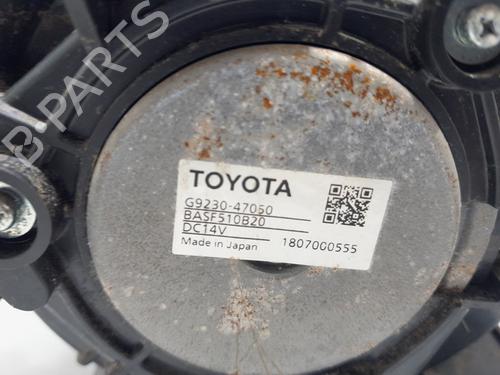 B PARTS
TOYOTA
G9230-47050
BASF510B20
DC14V
Made in Japan 1807000555